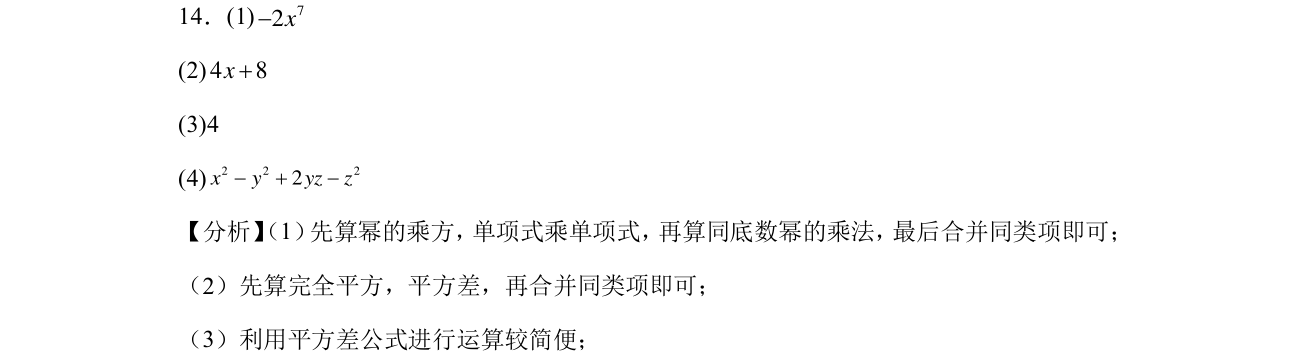 14．(1)−2x⁷
(2)4x+8
(3)4
(4)x²−y²+2yz−z²
【分析】（1）先算幂的乘方，单项式乘单项式，再算同底数幂的乘法，最后合并同类项即可；
（2）先算完全平方，平方差，再合并同类项即可；
（3）利用平方差公式进行运算较简便；